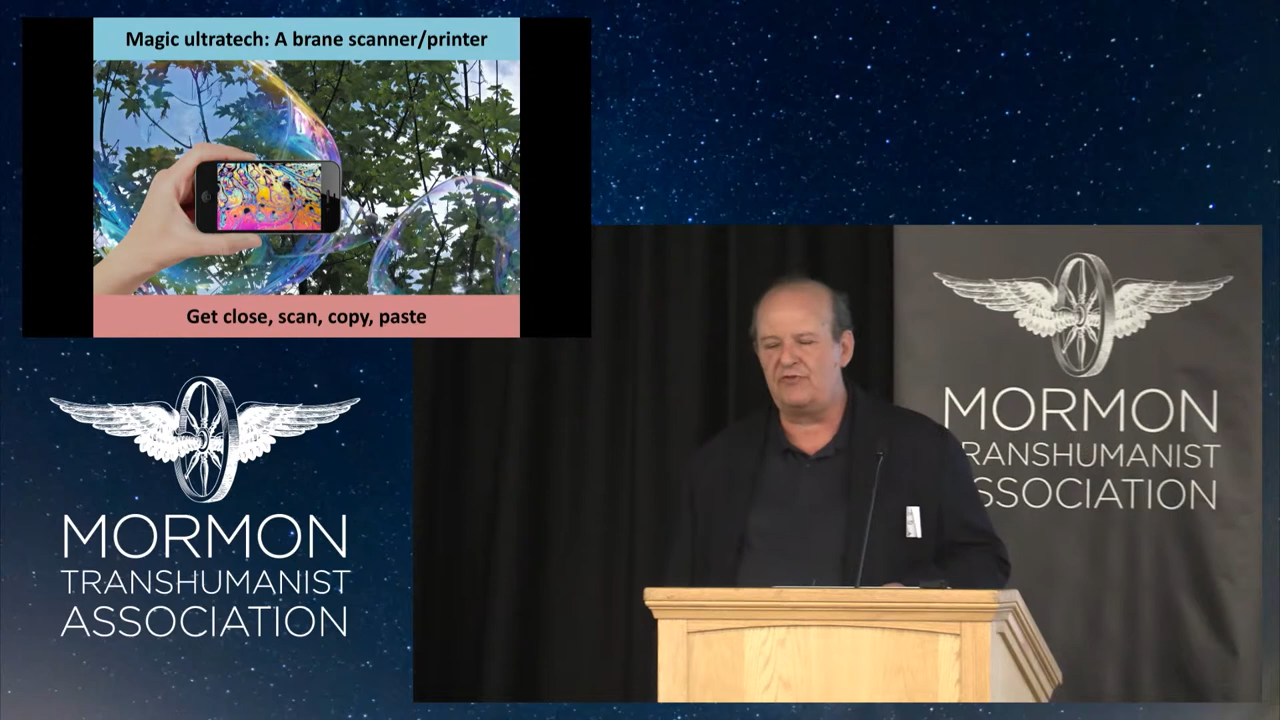 Magic ultratech: A brane scanner/printer
Get close, scan, copy, paste
MORMON
TRANSHUMANIST
ASSOCIATION
MORMON
TRANSHUMANIST
ASSOCIATION